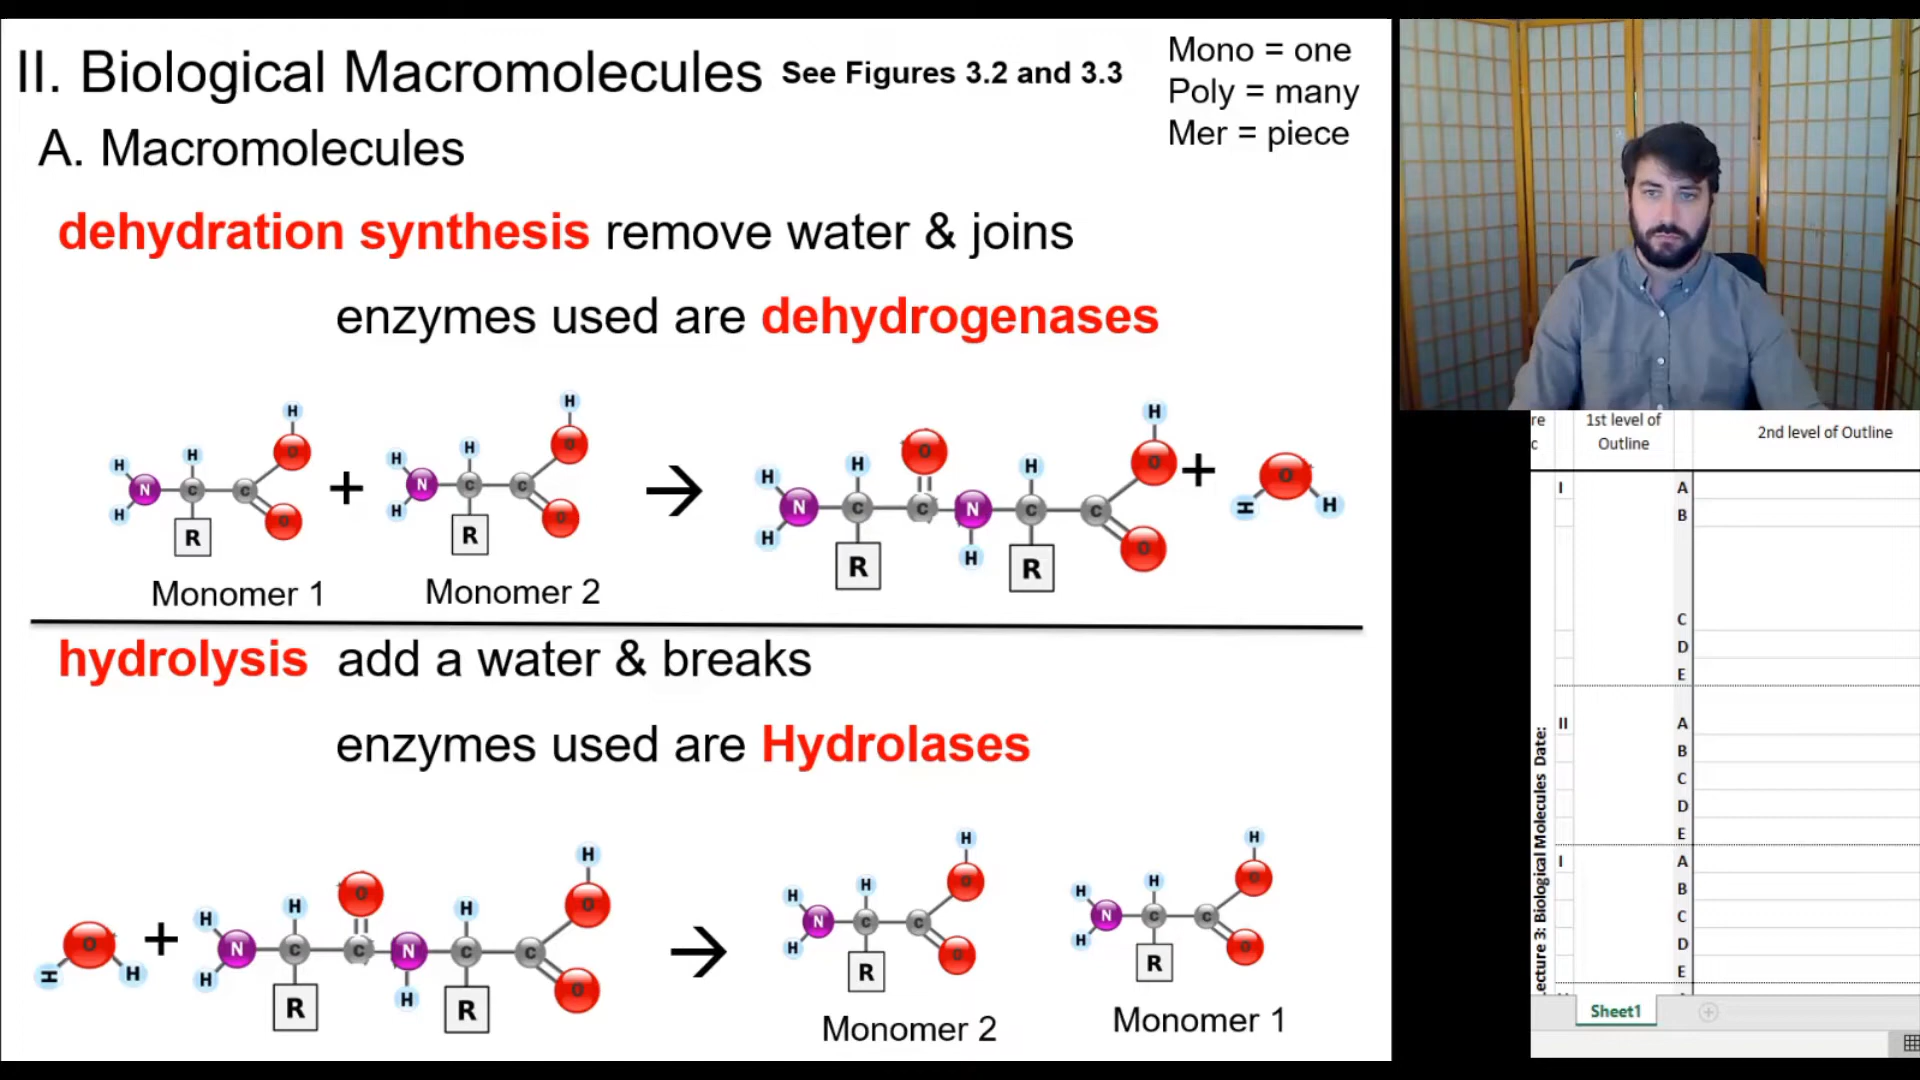 II. Biological Macromolecules See Figures 3.2 and 3.3
Mono = one
Poly = many
Mer = piece
A. Macromolecules
dehydration synthesis remove water & joins
enzymes used are dehydrogenases
H H H H N C C O O R
+
H H H H N C C O O R
→
H H H O H H H N C C N C C O O R R
+
O H H
Monomer 1
Monomer 2
hydrolysis add a water & breaks
enzymes used are Hydrolases
O H H
+
H H H O H H H N C C N C C O O R R
→
H H H H N C C O O R
H H H H N C C O O R
Monomer 2
Monomer 1
re
c
1st level of
Outline
2nd level of Outline
ecture 3: Biological Molecules Date:
I A
B
C
D
E
II A
B
C
D
E
I A
B
C
D
E
Sheet1